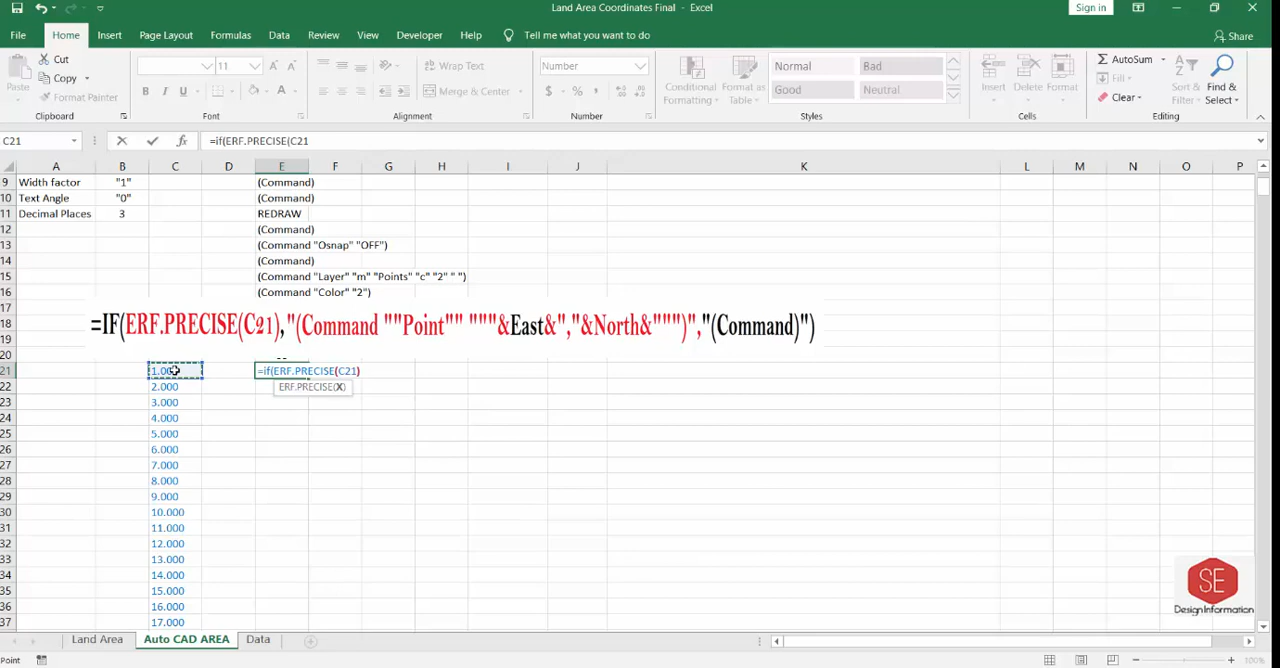 Land Area Coordinates Final - Excel
Sign in
File Home Insert Page Layout Formulas Data Review View Developer Help Tell me what you want to do Share
Paste Cut Copy Format Painter Clipboard
11 A A B I U A Font
Wrap Text Merge & Center Alignment
Number $ % , Number
Conditional Formatting Format as Table Normal Bad Good Neutral Styles
Insert Delete Format Cells
AutoSum Fill Clear Sort & Filter Find & Select Editing
C21 fx =if(ERF.PRECISE(C21
A B C D E F G H I J K L M N O P
9 Width factor "1" (Command)
10 Text Angle "0" (Command)
11 Decimal Places 3 REDRAW
12 (Command)
13 (Command "Osnap" "OFF")
14 (Command)
15 (Command "Layer" "m" "Points" "c" "2" " ")
16 (Command "Color" "2")
17
18 =IF(ERF.PRECISE(C21),"(Command ""Point"" """&East&","&North&""")","(Command)")
19
20
21 1.000 =if(ERF.PRECISE(C21)
22 2.000 ERF.PRECISE(X)
23 3.000
24 4.000
25 5.000
26 6.000
27 7.000
28 8.000
29 9.000
30 10.000
31 11.000
32 12.000
33 13.000
34 14.000
35 15.000
36 16.000
37 17.000
SE
Design Information
Land Area Auto CAD AREA Data
Point 100%